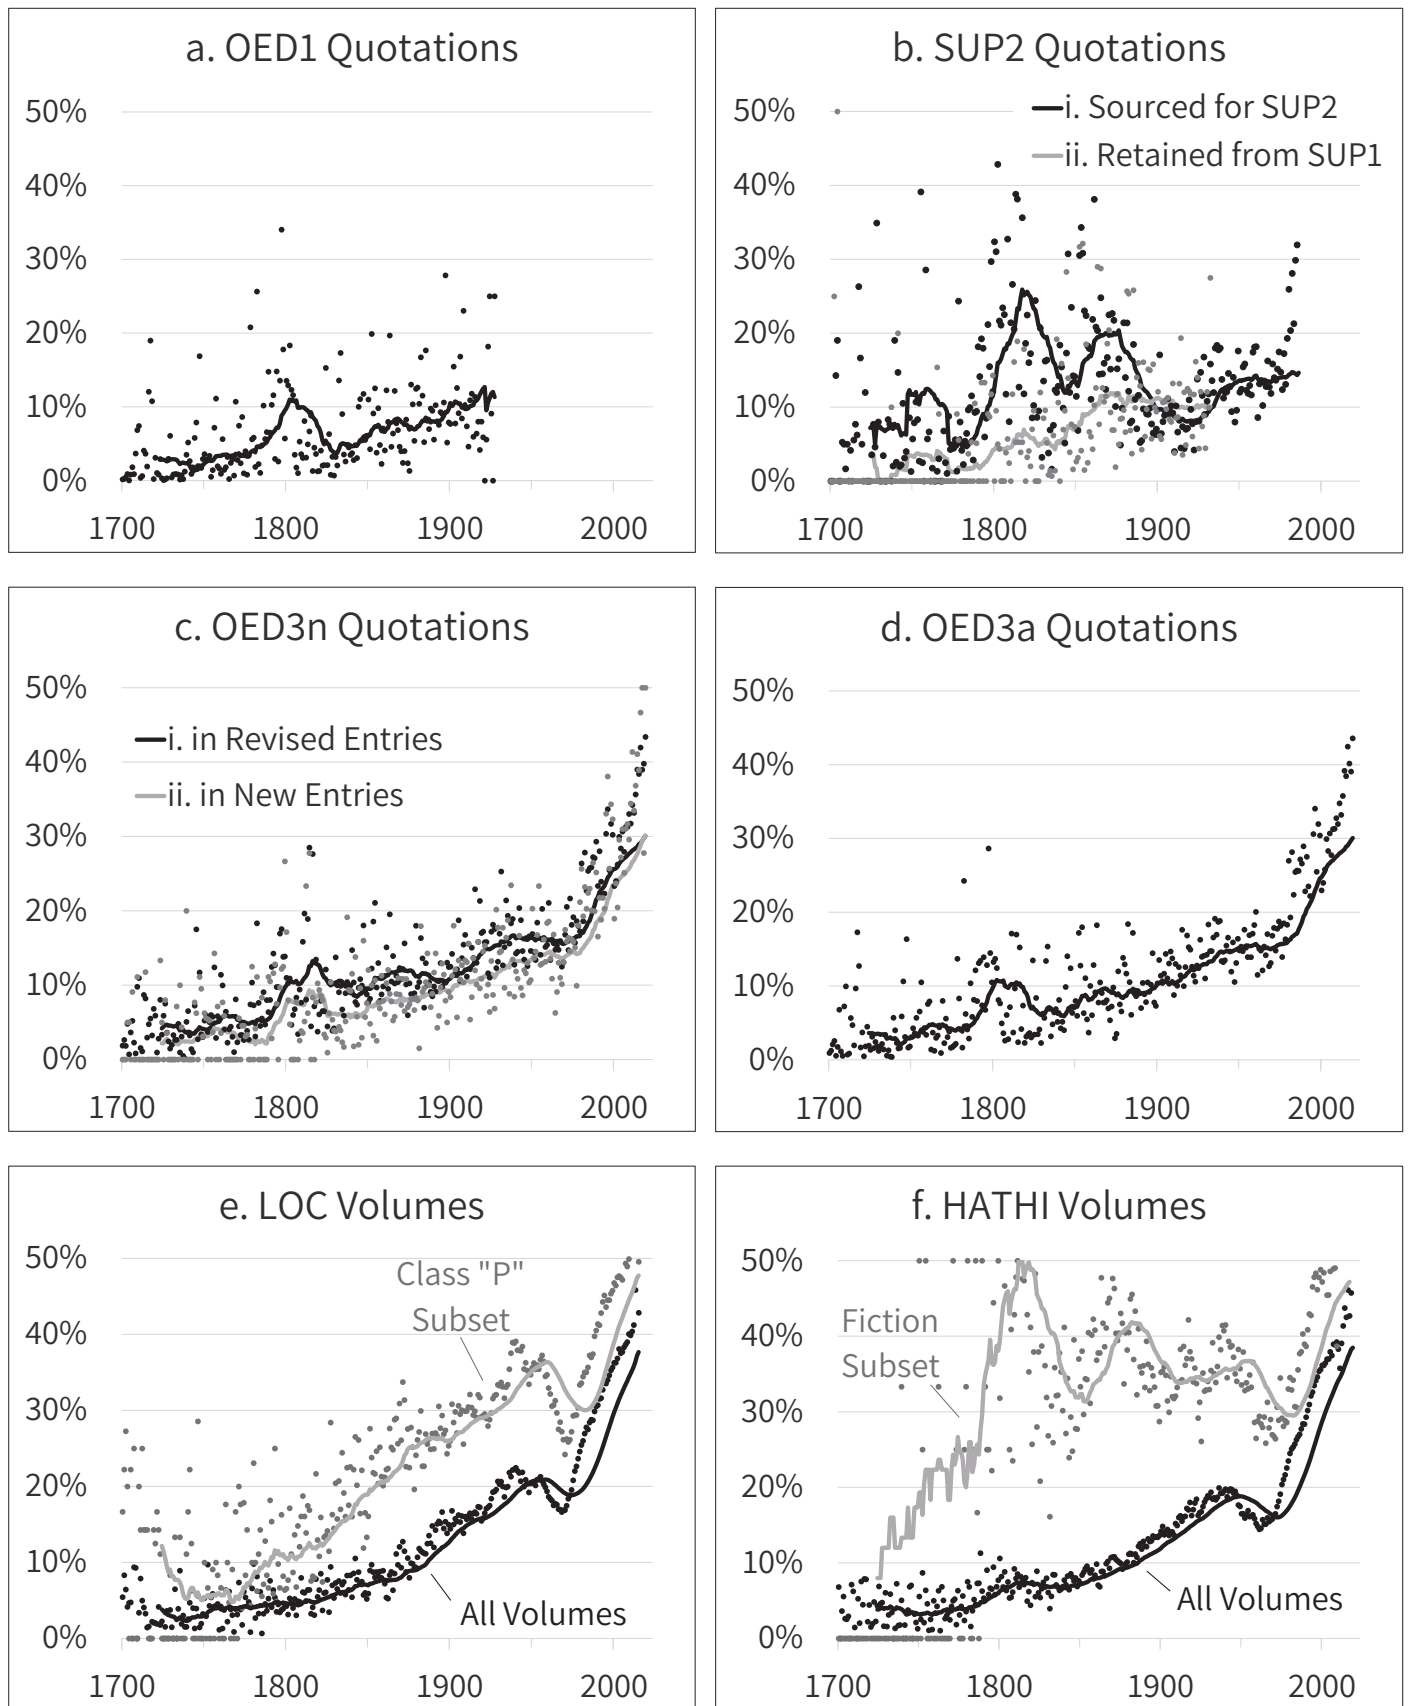 a. OED1 Quotations
50%
40%
30%
20%
10%
0%
1700 1800 1900 2000
b. SUP2 Quotations
50%
i. Sourced for SUP2
ii. Retained from SUP1
40%
30%
20%
10%
0%
1700 1800 1900 2000
c. OED3n Quotations
50%
i. in Revised Entries
40%
ii. in New Entries
30%
20%
10%
0%
1700 1800 1900 2000
d. OED3a Quotations
50%
40%
30%
20%
10%
0%
1700 1800 1900 2000
e. LOC Volumes
50%
Class "P"
Subset
40%
30%
20%
10%
All Volumes
0%
1700 1800 1900 2000
f. HATHI Volumes
50%
Fiction
40%
Subset
30%
20%
10%
All Volumes
0%
1700 1800 1900 2000